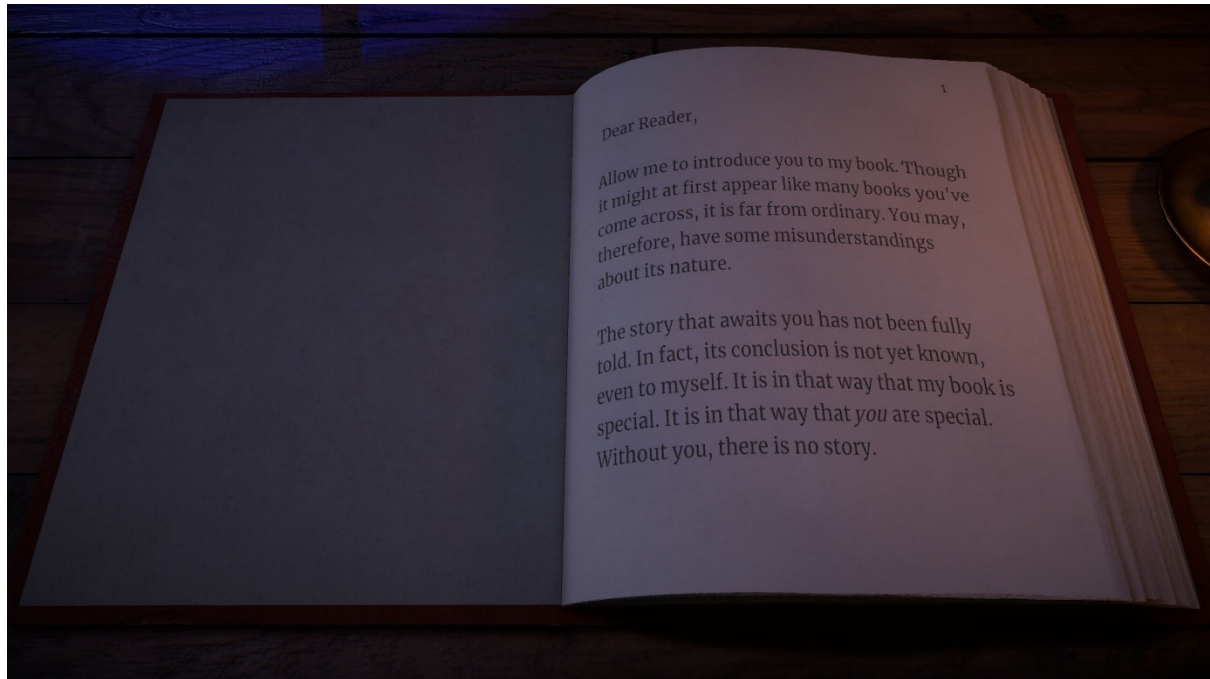 1
Dear Reader,
Allow me to introduce you to my book. Though
it might at first appear like many books you've
come across, it is far from ordinary. You may,
therefore, have some misunderstandings
about its nature.
The story that awaits you has not been fully
told. In fact, its conclusion is not yet known,
even to myself. It is in that way that my book is
special. It is in that way that you are special.
Without you, there is no story.